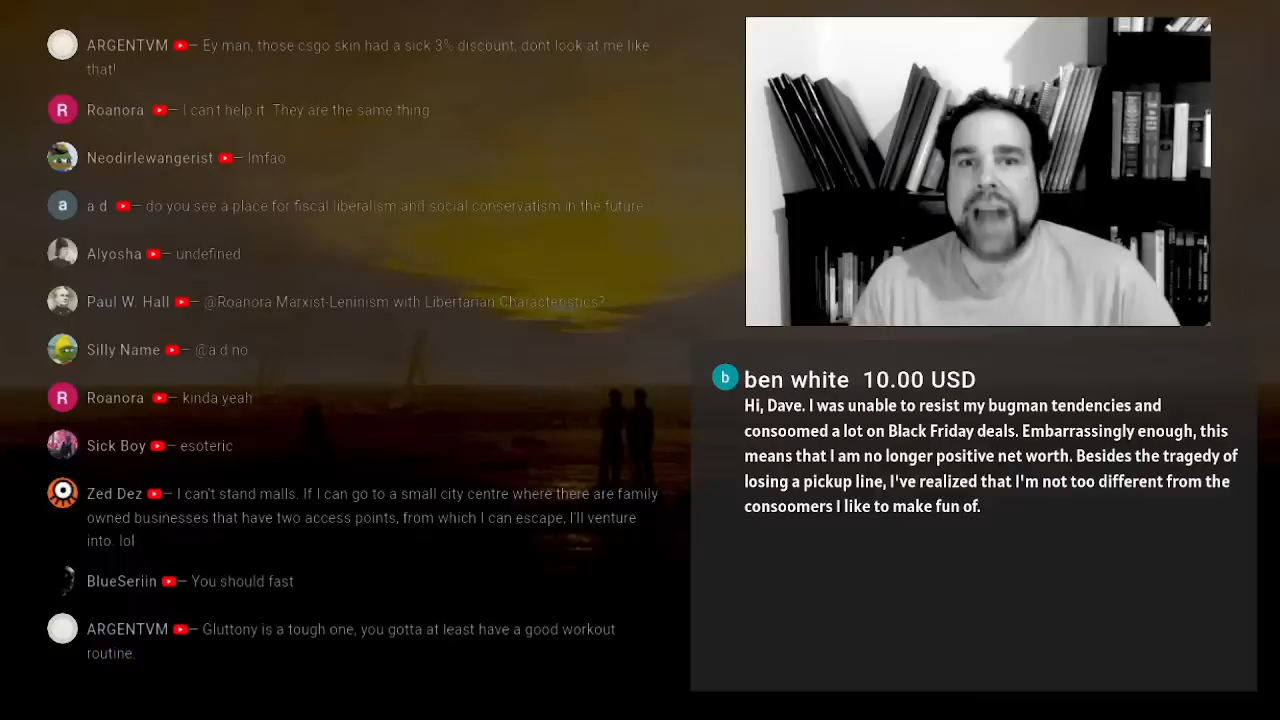 ARGENTVM — Ey man, those csgo skin had a sick 3% discount, dont look at me like
that!
R
Roanora — I can't help it They are the same thing
Neodirlewangerist — lmfao
a
a d — do you see a place for fiscal liberalism and social conservatism in the future
Alyosha — undefined
Paul W. Hall — @Roanora Marxist-Leninism with Libertarian Characteristics?
Silly Name — @a d no
R
Roanora — kinda yeah
Sick Boy — esoteric
Zed Dez — I can't stand malls. If I can go to a small city centre where there are family
owned businesses that have two access points, from which I can escape, I'll venture
into. lol
BlueSeriin — You should fast
ARGENTVM — Gluttony is a tough one, you gotta at least have a good workout
routine.
b
ben white 10.00 USD
Hi, Dave. I was unable to resist my bugman tendencies and
consoomed a lot on Black Friday deals. Embarrassingly enough, this
means that I am no longer positive net worth. Besides the tragedy of
losing a pickup line, I've realized that I'm not too different from the
consoomers I like to make fun of.